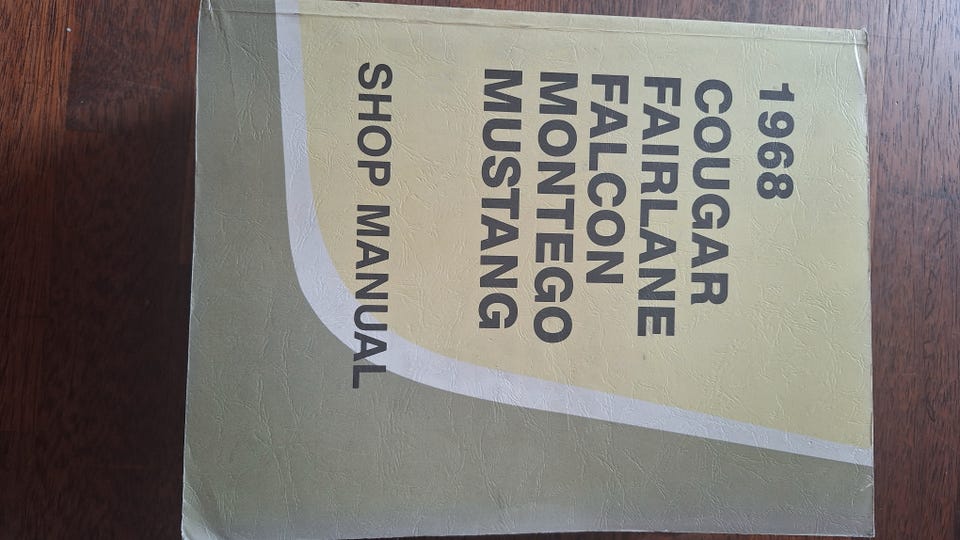 1968
COUGAR
FAIRLANE
FALCON
MONTEGO
MUSTANG
SHOP MANUAL